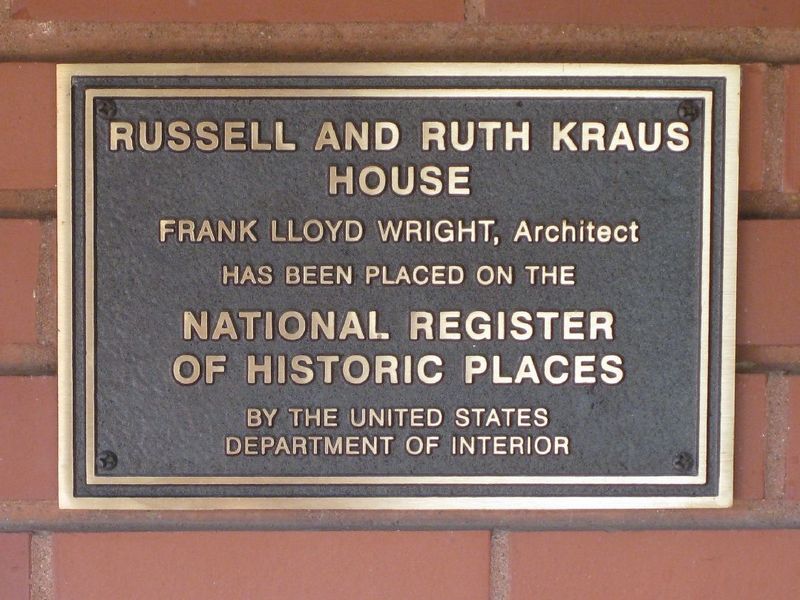 RUSSELL AND RUTH KRAUS
HOUSE
FRANK LLOYD WRIGHT, Architect
HAS BEEN PLACED ON THE
NATIONAL REGISTER
OF HISTORIC PLACES
BY THE UNITED STATES
DEPARTMENT OF INTERIOR